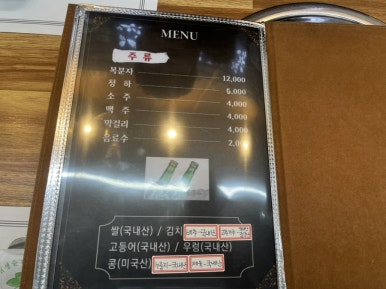 MENU
주 류
복분자 12,000
청 하 5,000
소 주 4,000
맥 주 4,000
막걸리 4,000
음료수 2,000
쌀(국내산) / 김치
고등어(국내산) / 우렁(국내산)
콩(미국산)